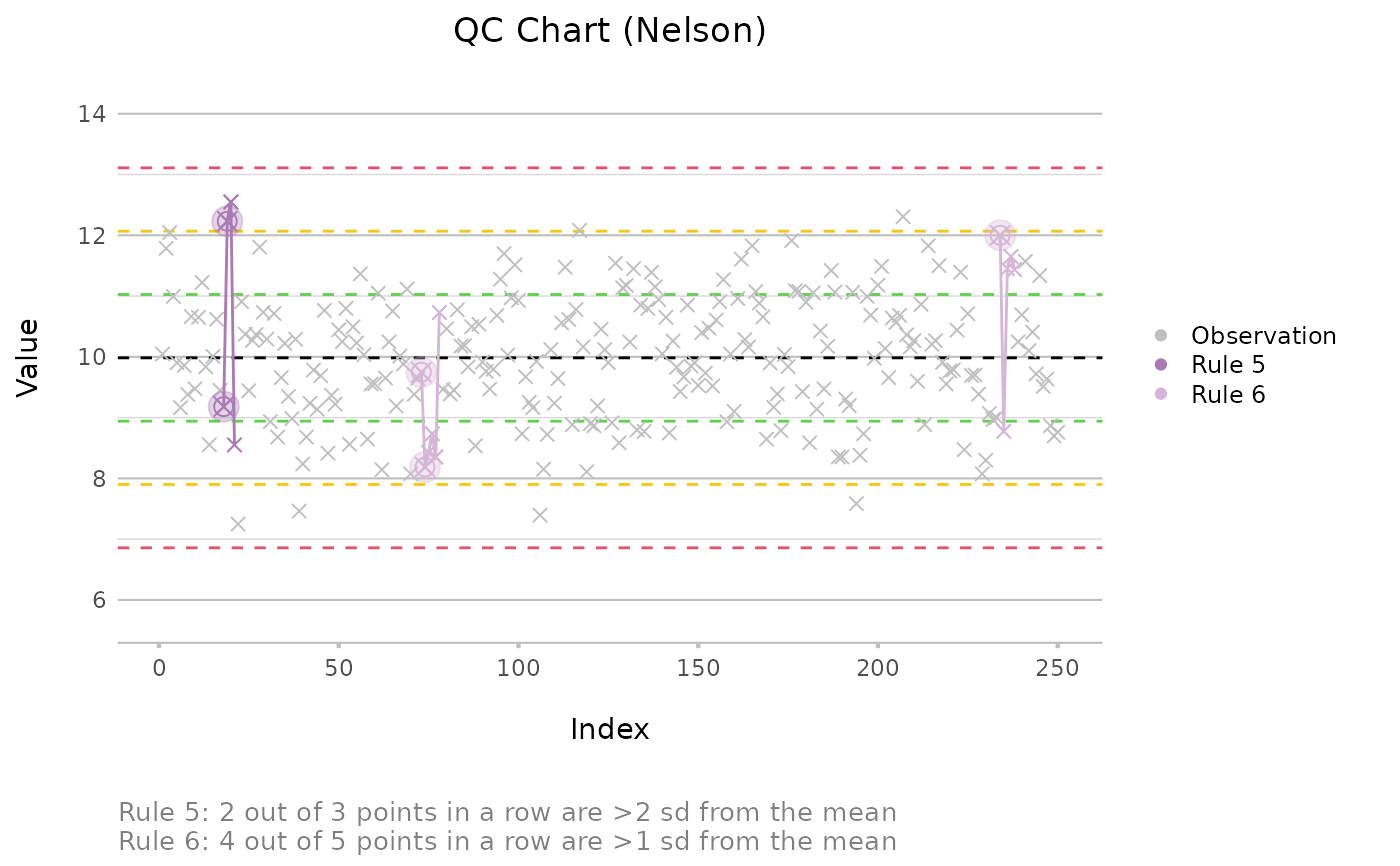 QC Chart (Nelson)
14
12
10
8
6
Value
0 50 100 150 200 250
Index
Observation
Rule 5
Rule 6
Rule 5: 2 out of 3 points in a row are >2 sd from the mean
Rule 6: 4 out of 5 points in a row are >1 sd from the mean